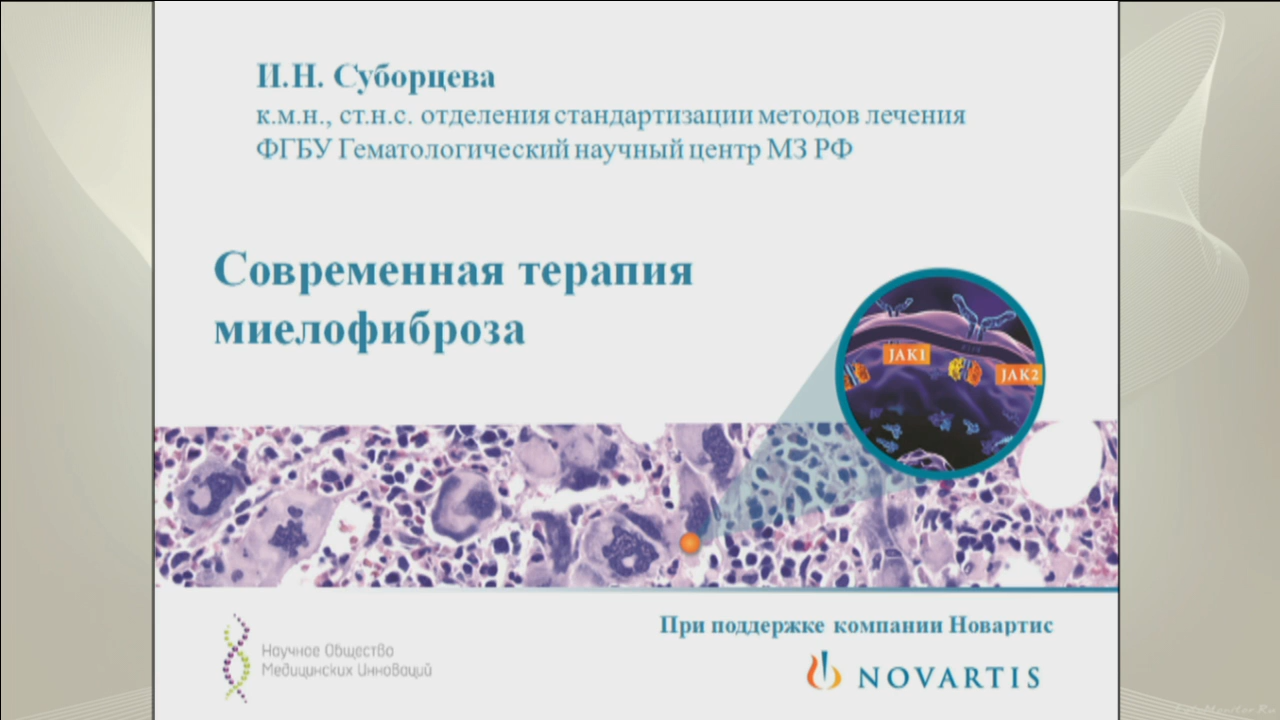 И.Н. Суборцева
к.м.н., ст.н.с. отделения стандартизации методов лечения
ФГБУ Гематологический научный центр МЗ РФ
Современная терапия
миелофиброза
JAK1
JAK2
При поддержке компании Новартис
Научное Общество
Медицинских Инноваций
NOVARTIS